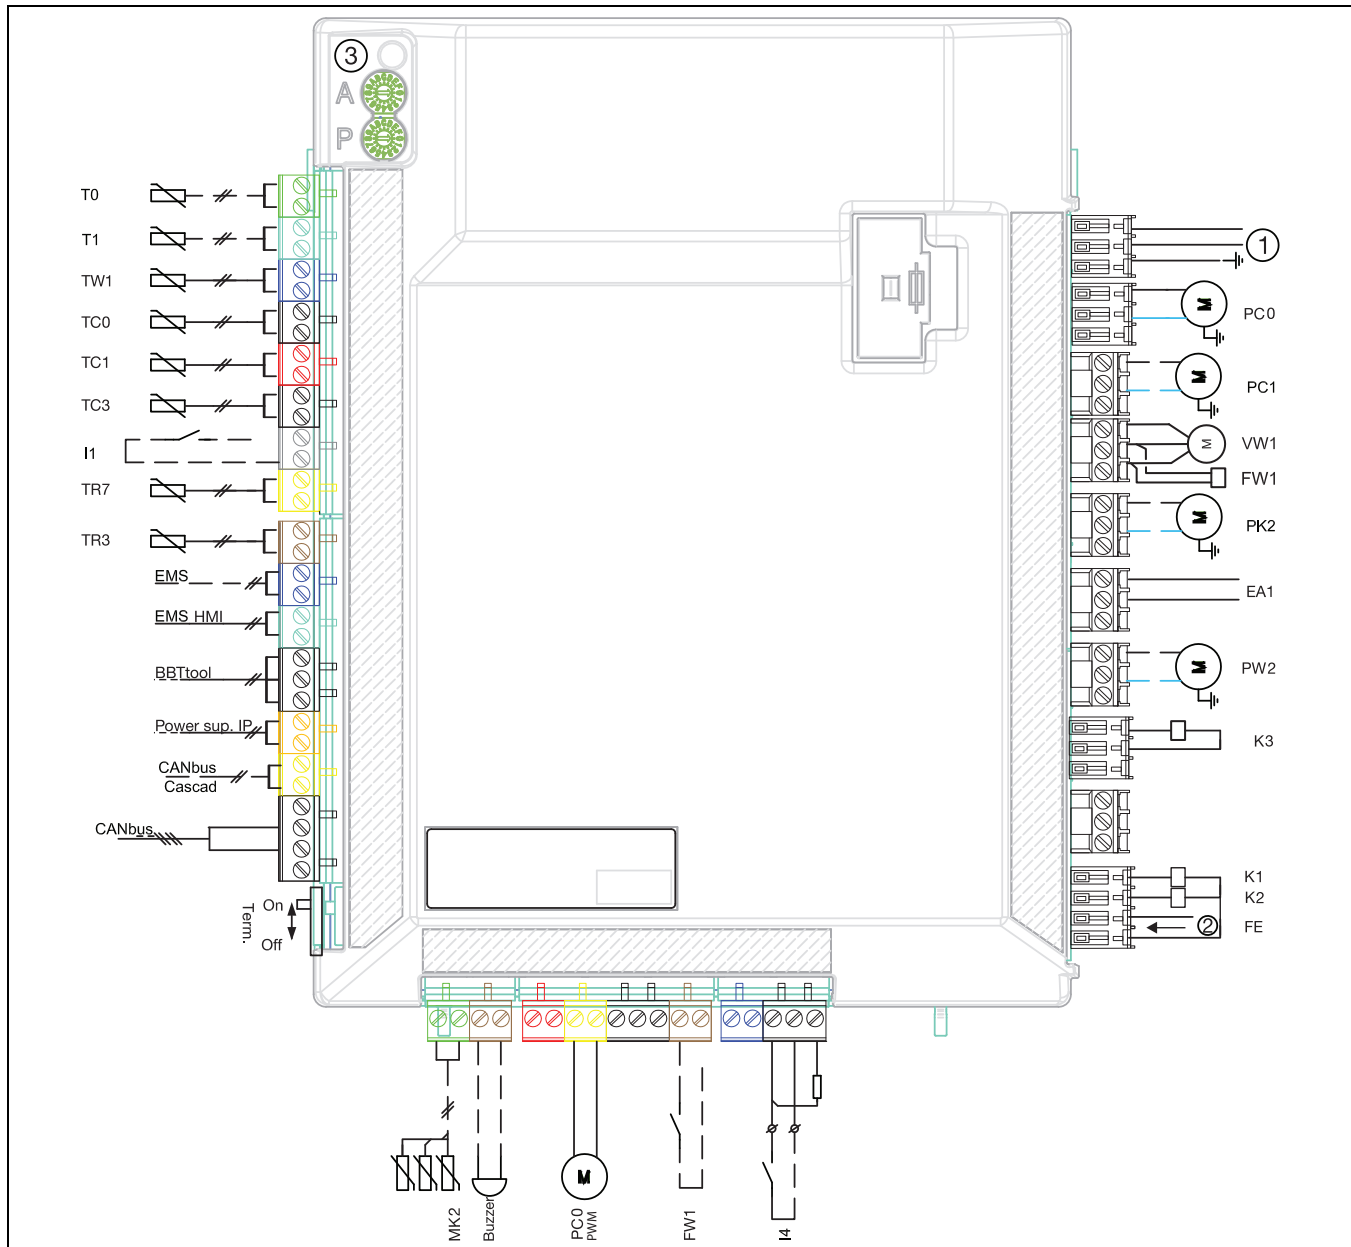 3
A
P
T0
T1
TW1
TC0
TC1
TC3
I1
TR7
TR3
EMS
EMS HMI
BBTtool
Power sup. IP
CANbus
Cascad
CANbus
On
Term.
Off
1
PC0
M
PC1
M
VW1
M
FW1
PK2
M
EA1
PW2
M
K3
K1
K2
FE
2
MK2
Buzzer
M
PC0
PWM
FW1
I4